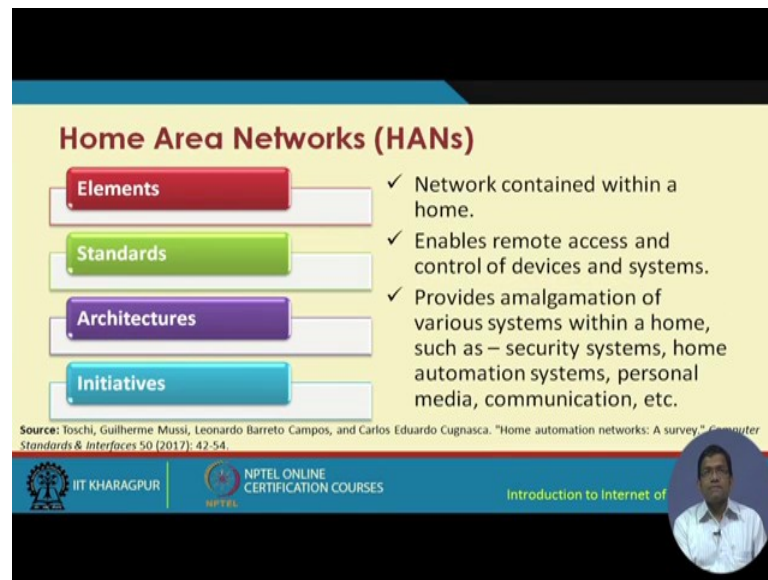 Home Area Networks (HANs)
Elements
Standards
Architectures
Initiatives
✓ Network contained within a
home.
✓ Enables remote access and
control of devices and systems.
✓ Provides amalgamation of
various systems within a home,
such as – security systems, home
automation systems, personal
media, communication, etc.
Source: Toschi, Guilherme Mussi, Leonardo Barreto Campos, and Carlos Eduardo Cugnasca. "Home automation networks: A survey." Computer
Standards & Interfaces 50 (2017): 42-54.
IIT KHARAGPUR
NPTEL ONLINE
CERTIFICATION COURSES
NPTEL
Introduction to Internet of